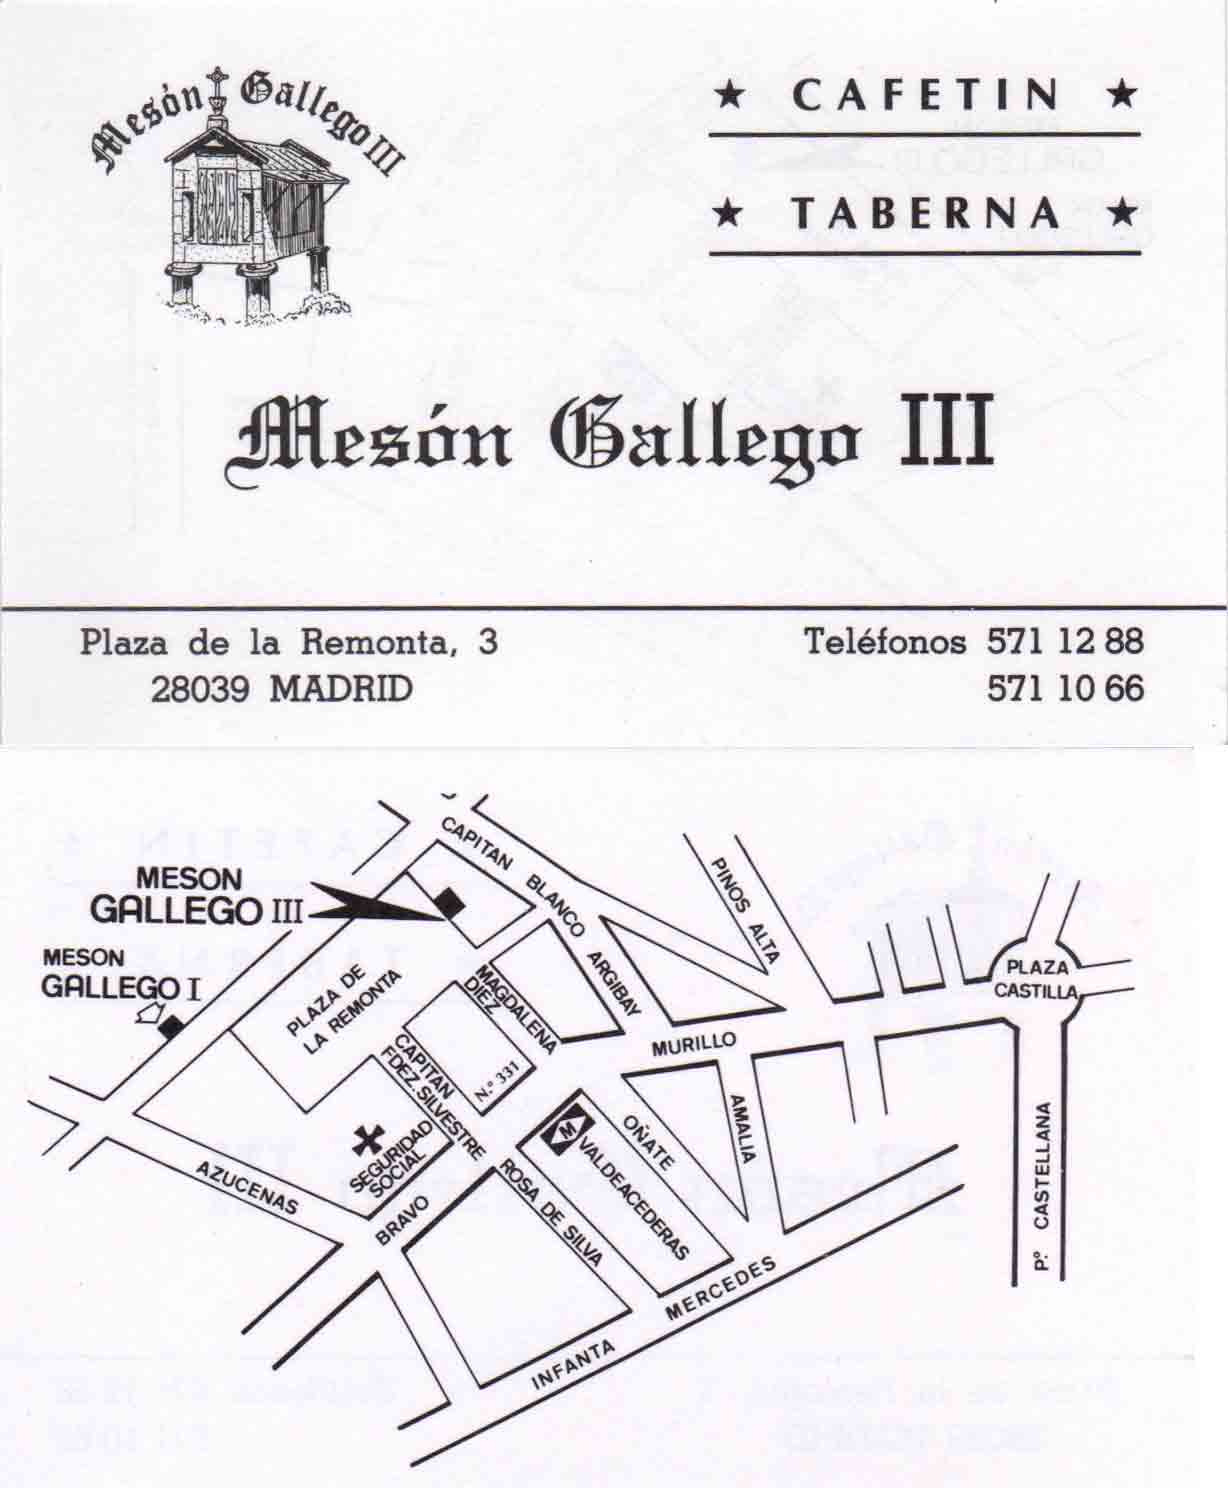 Mesón Gallego III
★ CAFETIN ★
★ TABERNA ★
Mesón Gallego III
Plaza de la Remonta, 3
28039 MADRID
Teléfonos 571 12 88
571 10 66
MESON
GALLEGO III
MESON
GALLEGO I
CAPITAN BLANCO ARGIBAY
PINOS ALTA
PLAZA
CASTILLA
PLAZA DE
LA REMONTA
MAGDALENA
DIEZ
MURILLO
CAPITAN
FDEZ. SILVESTRE
N.º 331
AMALIA
OÑATE
M
VALDEACEDERAS
SEGURIDAD
SOCIAL
AZUCENAS
BRAVO
ROSA DE SILVA
Pº. CASTELLANA
INFANTA MERCEDES